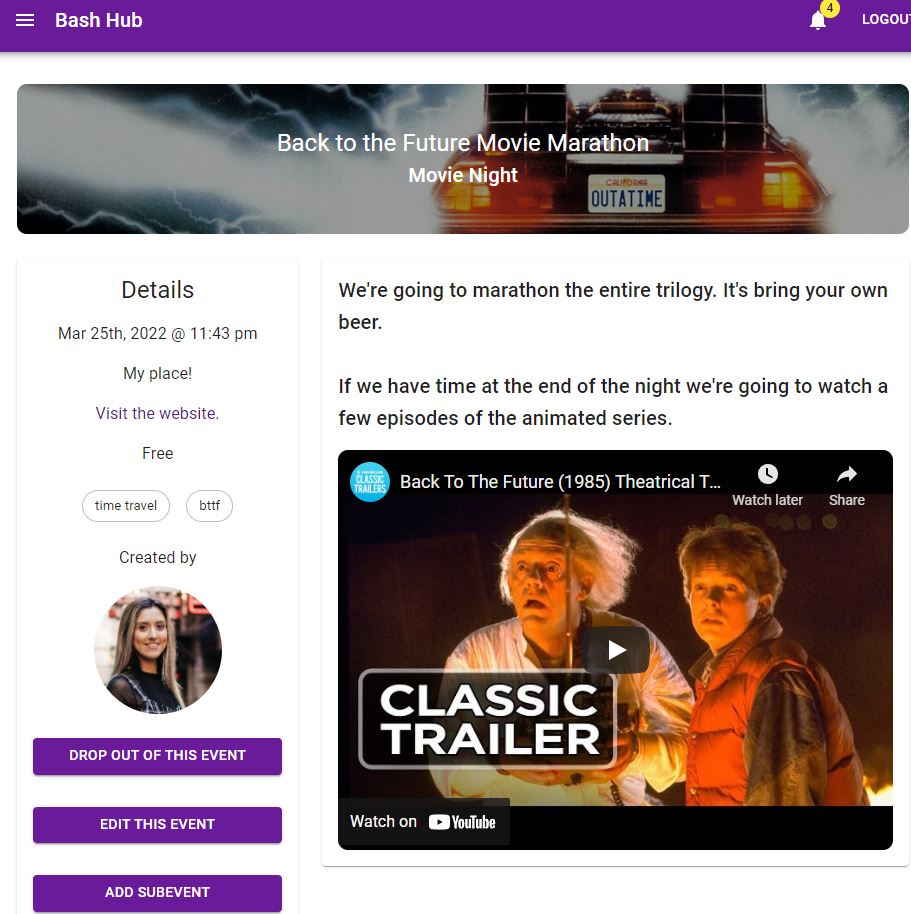 Bash Hub
4
LOGOUT
Back to the Future Movie Marathon
Movie Night
CALIFORNIA
OUTATIME
Details
Mar 25th, 2022 @ 11:43 pm
My place!
Visit the website.
Free
time travel
bttf
Created by
DROP OUT OF THIS EVENT
EDIT THIS EVENT
ADD SUBEVENT
We're going to marathon the entire trilogy. It's bring your own
beer.
If we have time at the end of the night we're going to watch a
few episodes of the animated series.
CLASSIC
TRAILERS
Back To The Future (1985) Theatrical T...
Watch later
Share
CLASSIC
TRAILER
Watch on
YouTube